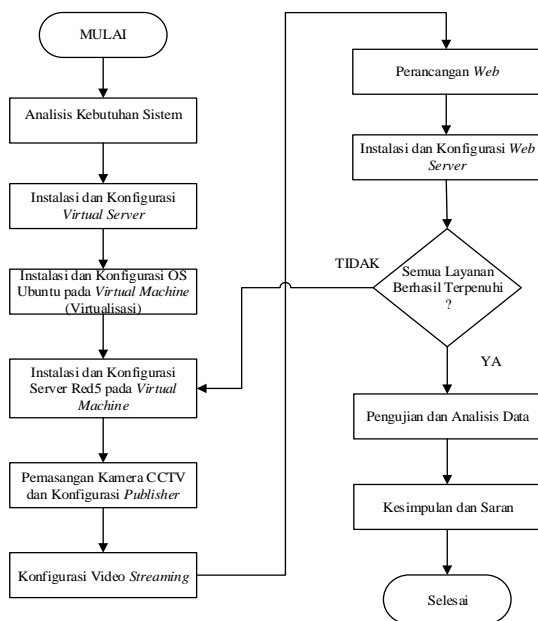 MULAI
Analisis Kebutuhan Sistem
Instalasi dan Konfigurasi
Virtual Server
Instalasi dan Konfigurasi OS
Ubuntu pada Virtual Machine
(Virtualisasi)
Instalasi dan Konfigurasi
Server Red5 pada Virtual
Machine
Pemasangan Kamera CCTV
dan Konfigurasi Publisher
Konfigurasi Video Streaming
Perancangan Web
Instalasi dan Konfigurasi Web
Server
Semua Layanan
Berhasil Terpenuhi
?
TIDAK
YA
Pengujian dan Analisis Data
Kesimpulan dan Saran
Selesai